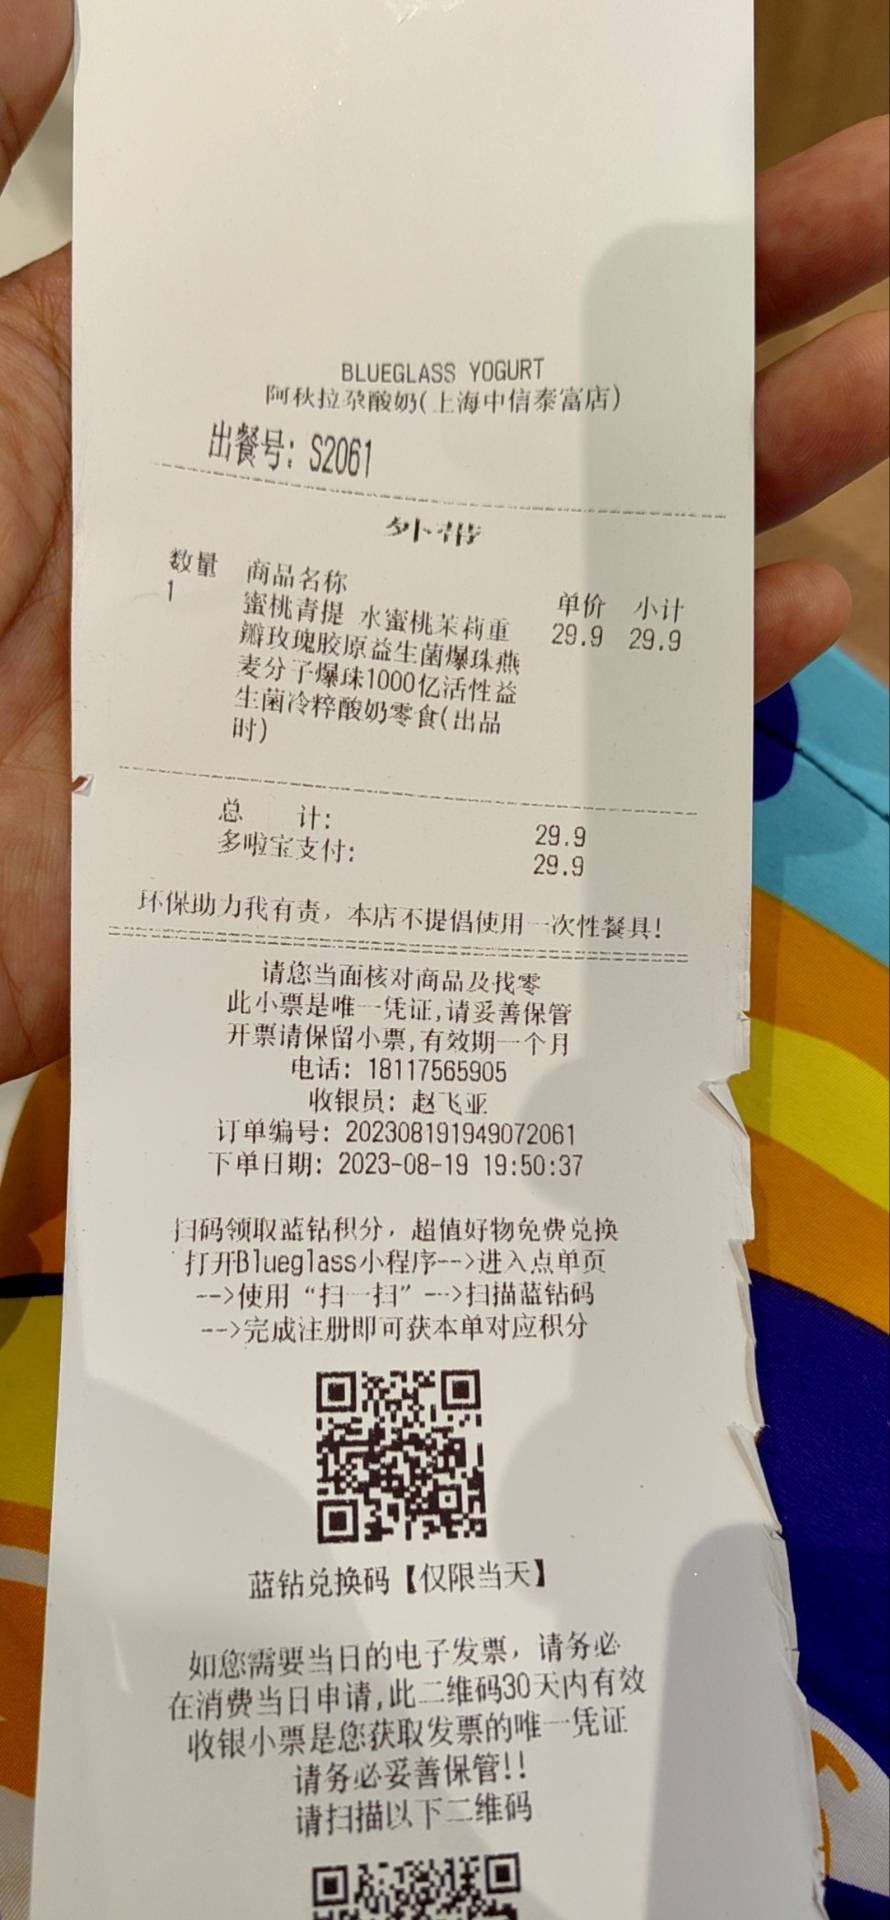 BLUEGLASS YOGURT
阿秋拉尕酸奶(上海中信泰富店)
出餐号: S2061
外带
数量 商品名称 单价 小计
1 蜜桃青提 水蜜桃茉莉重 29.9 29.9
瓣玫瑰胶原益生菌爆珠燕
麦分子爆珠1000亿活性益
生菌冷粹酸奶零食(出品
时)
总 计: 29.9
多啦宝支付: 29.9
环保助力我有责，本店不提倡使用一次性餐具!
请您当面核对商品及找零
此小票是唯一凭证,请妥善保管
开票请保留小票,有效期一个月
电话: 18117565905
收银员: 赵飞亚
订单编号: 202308191949072061
下单日期: 2023-08-19 19:50:37
扫码领取蓝钻积分，超值好物免费兑换
打开Blueglass小程序-->进入点单页
-->使用“扫一扫”-->扫描蓝钻码
-->完成注册即可获本单对应积分
蓝钻兑换码【仅限当天】
如您需要当日的电子发票，请务必
在消费当日申请,此二维码30天内有效
收银小票是您获取发票的唯一凭证
请务必妥善保管!!
请扫描以下二维码